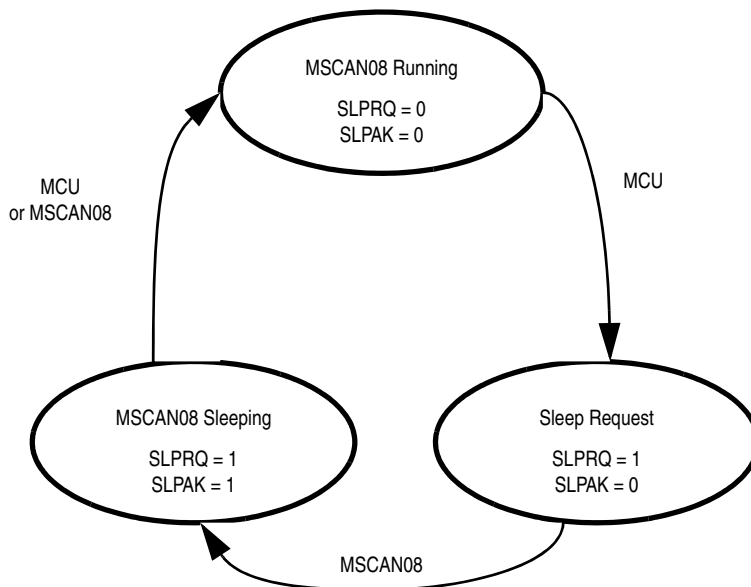 MSCAN08 Running
SLPRQ = 0
SLPAK = 0
MCU
or MSCAN08
MCU
MSCAN08 Sleeping
SLPRQ = 1
SLPAK = 1
Sleep Request
SLPRQ = 1
SLPAK = 0
MSCAN08